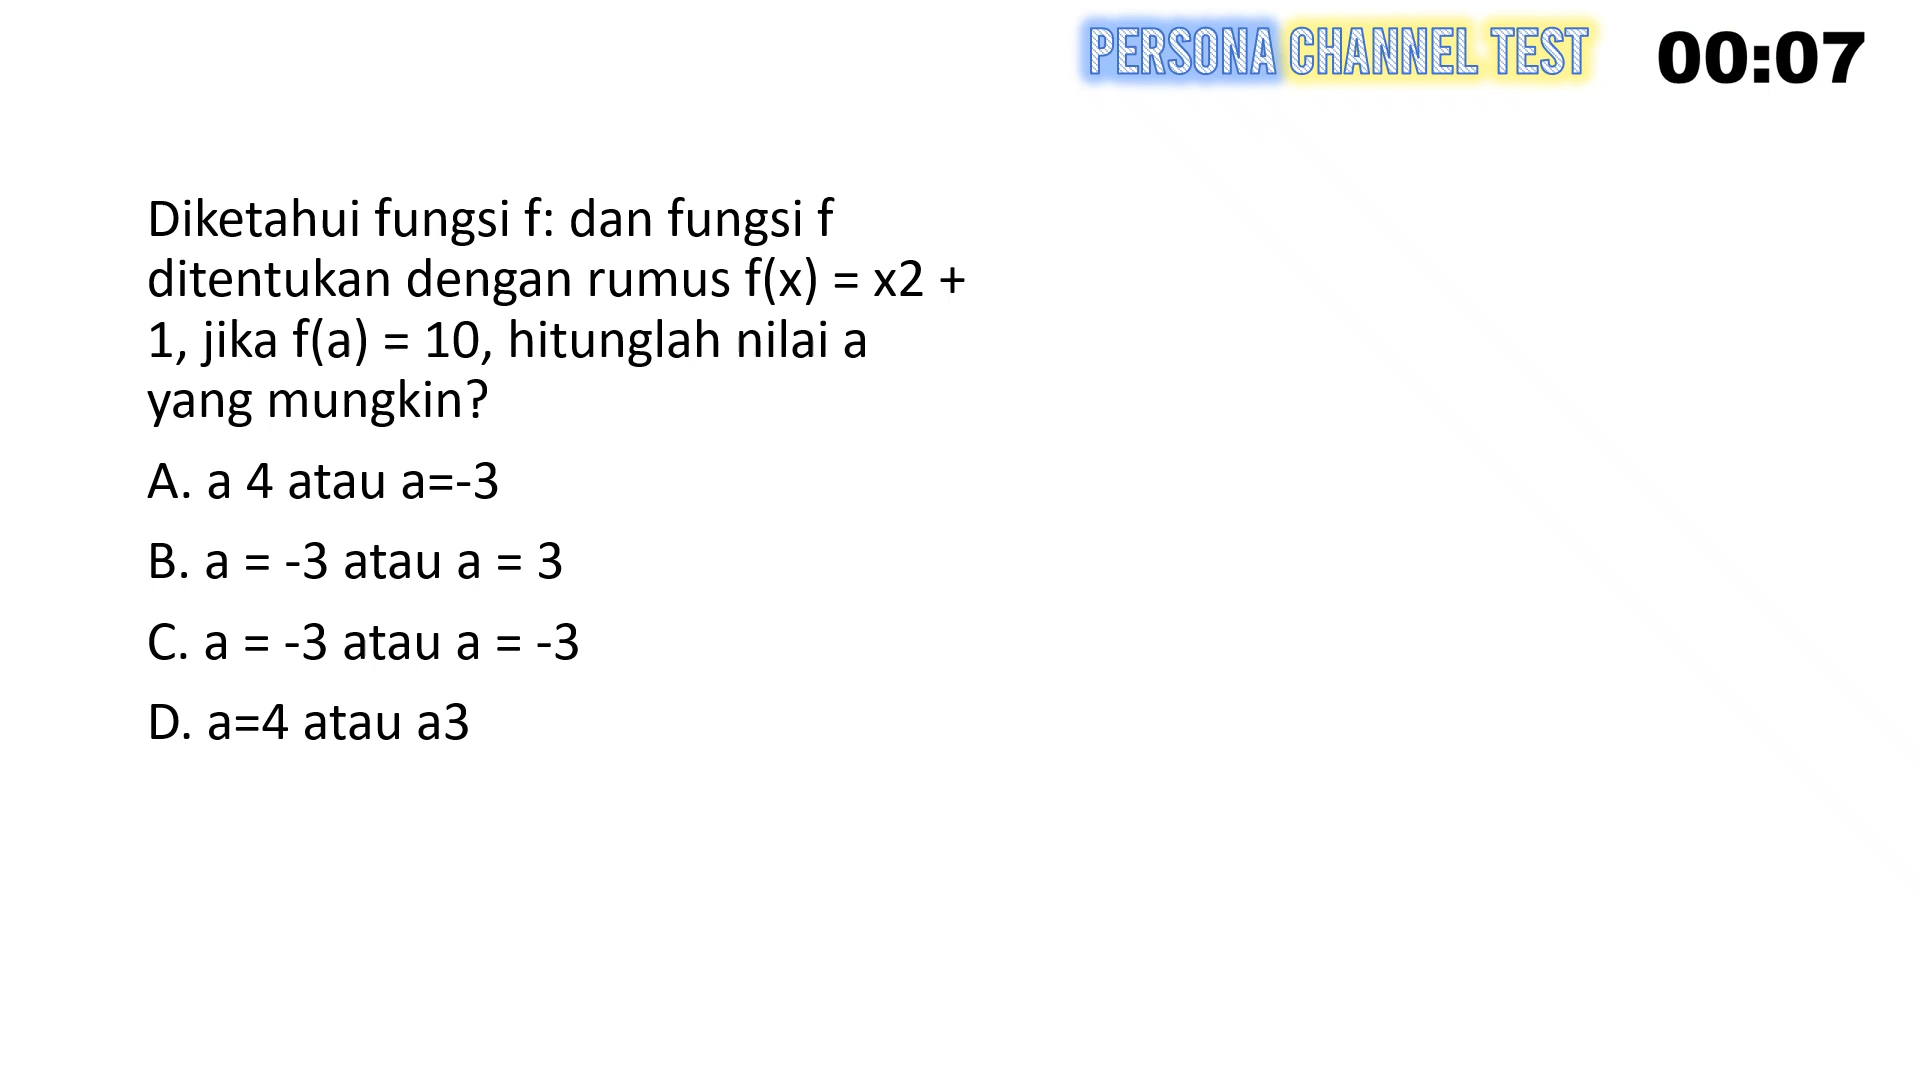 PERSONA CHANNEL TEST
00:07
Diketahui fungsi f: dan fungsi f
ditentukan dengan rumus f(x) = x2 +
1, jika f(a) = 10, hitunglah nilai a
yang mungkin?
A. a 4 atau a=-3
B. a = -3 atau a = 3
C. a = -3 atau a = -3
D. a=4 atau a3